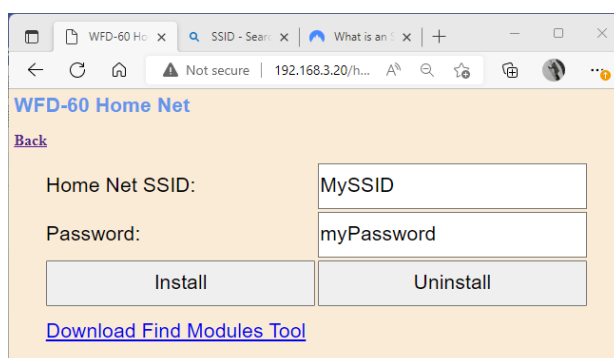 WFD-60 Ho
SSID - Sear
What is an S
Not secure
192.168.3.20/h...
WFD-60 Home Net
Back
Home Net SSID:
MySSID
Password:
myPassword
Install
Uninstall
Download Find Modules Tool